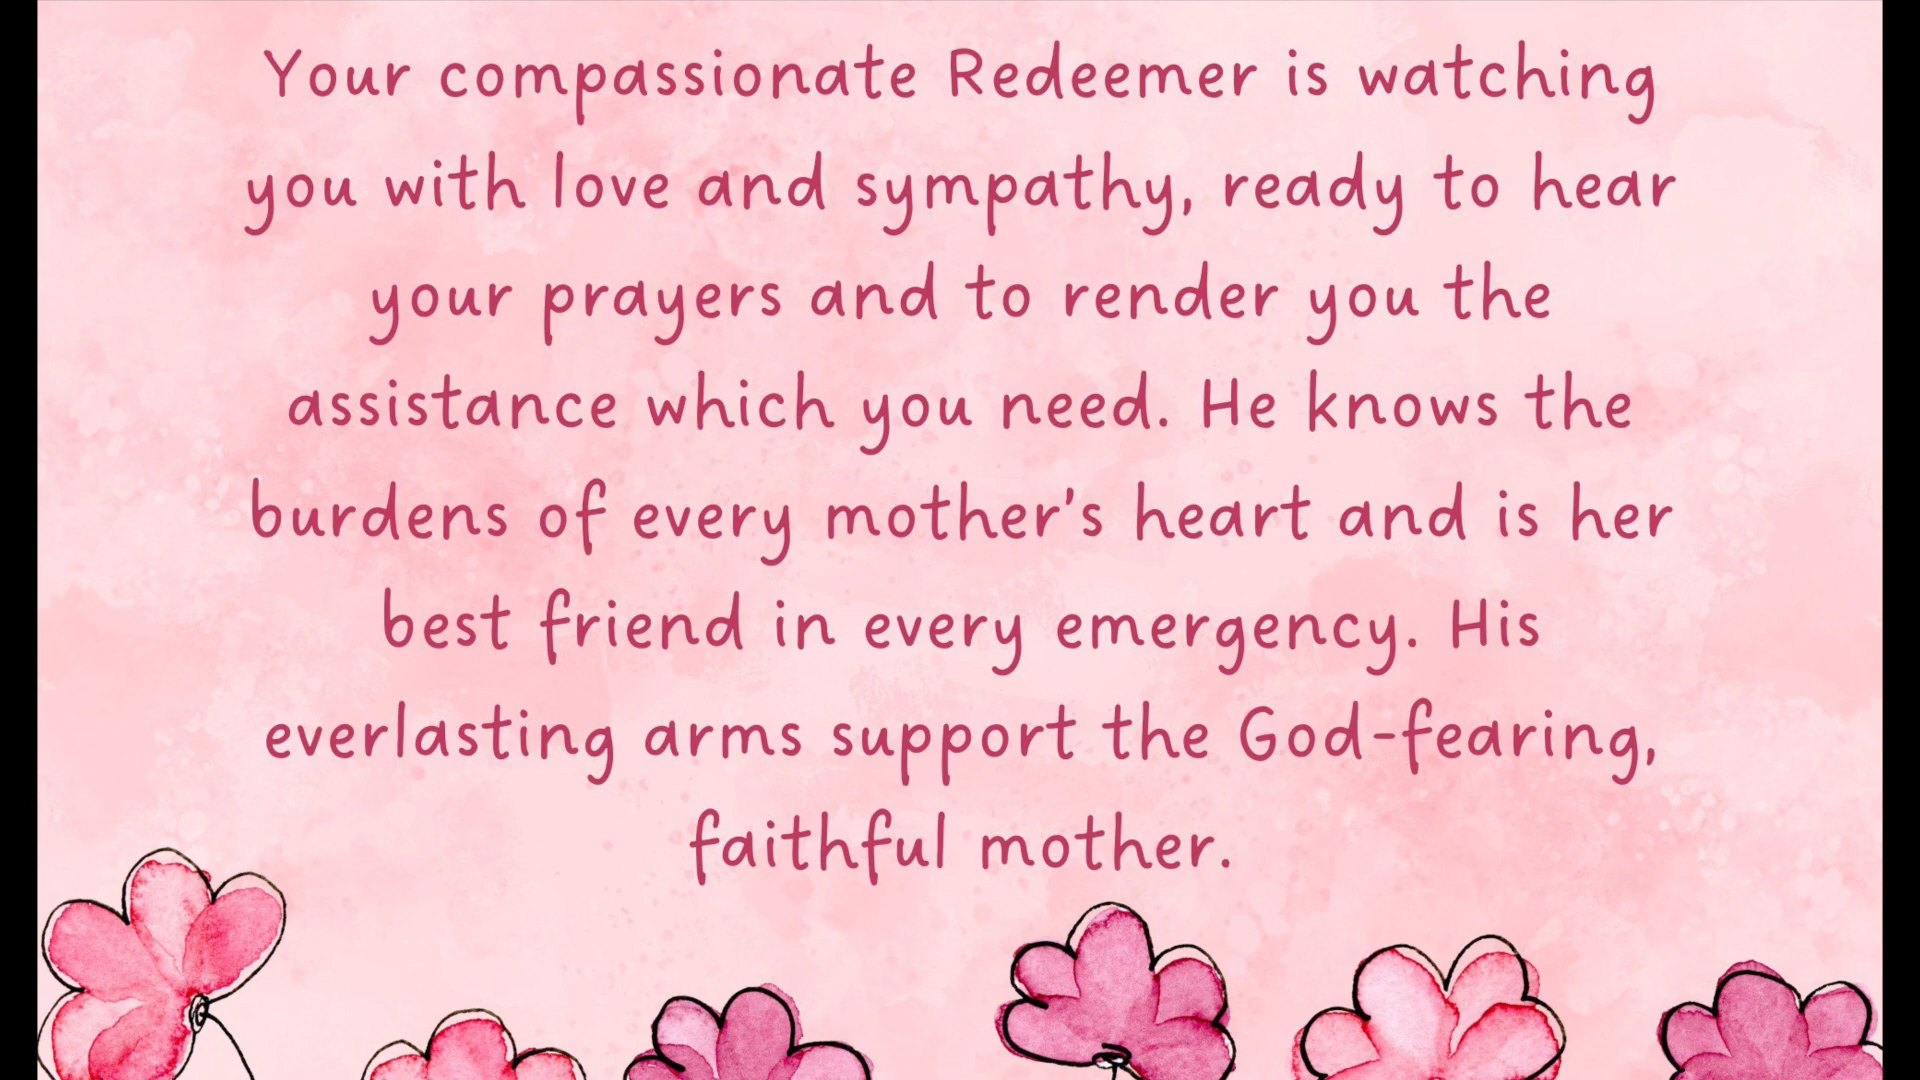 Your compassionate Redeemer is watching
you with love and sympathy, ready to hear
your prayers and to render you the
assistance which you need. He knows the
burdens of every mother's heart and is her
best friend in every emergency. His
everlasting arms support the God-fearing,
faithful mother.